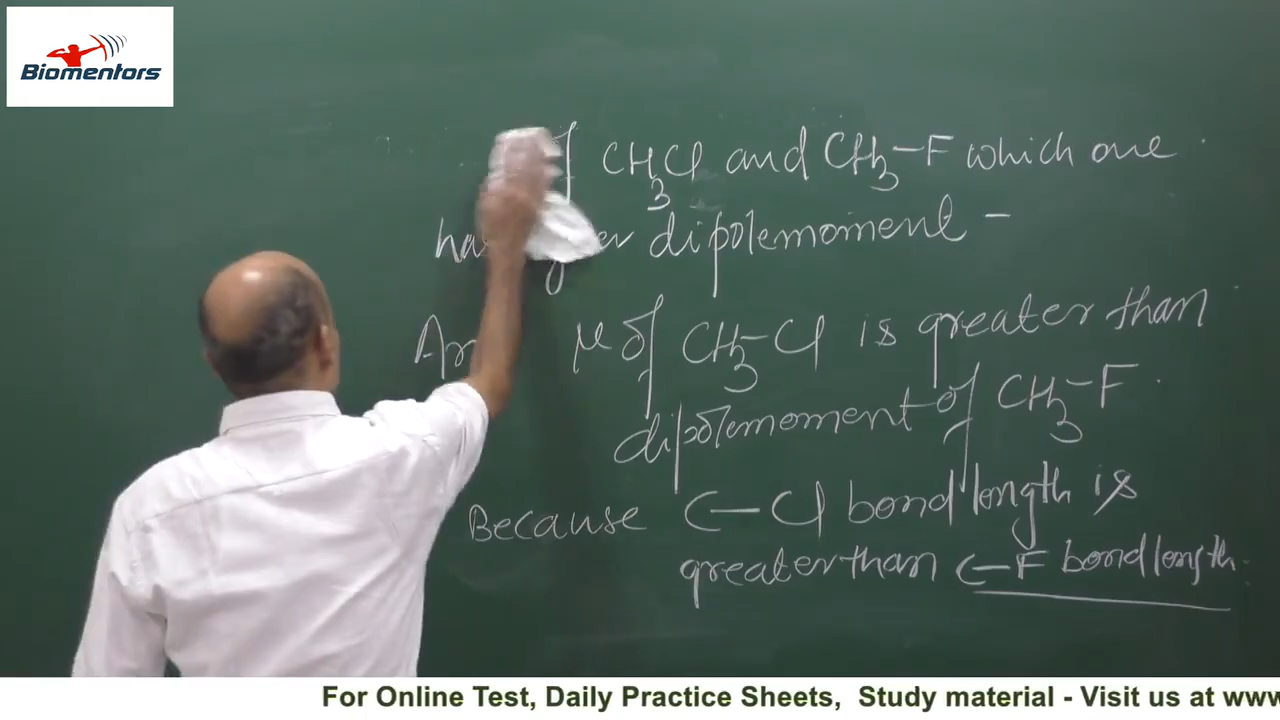 Biomentors
of CH3Cl and CH3-F which one
dipolemoment -
μ of CH3-Cl is greater than
dipolemoment of CH3-F.
Because C-Cl bond length is
greater than C-F bond length.
For Online Test, Daily Practice Sheets, Study material - Visit us at www